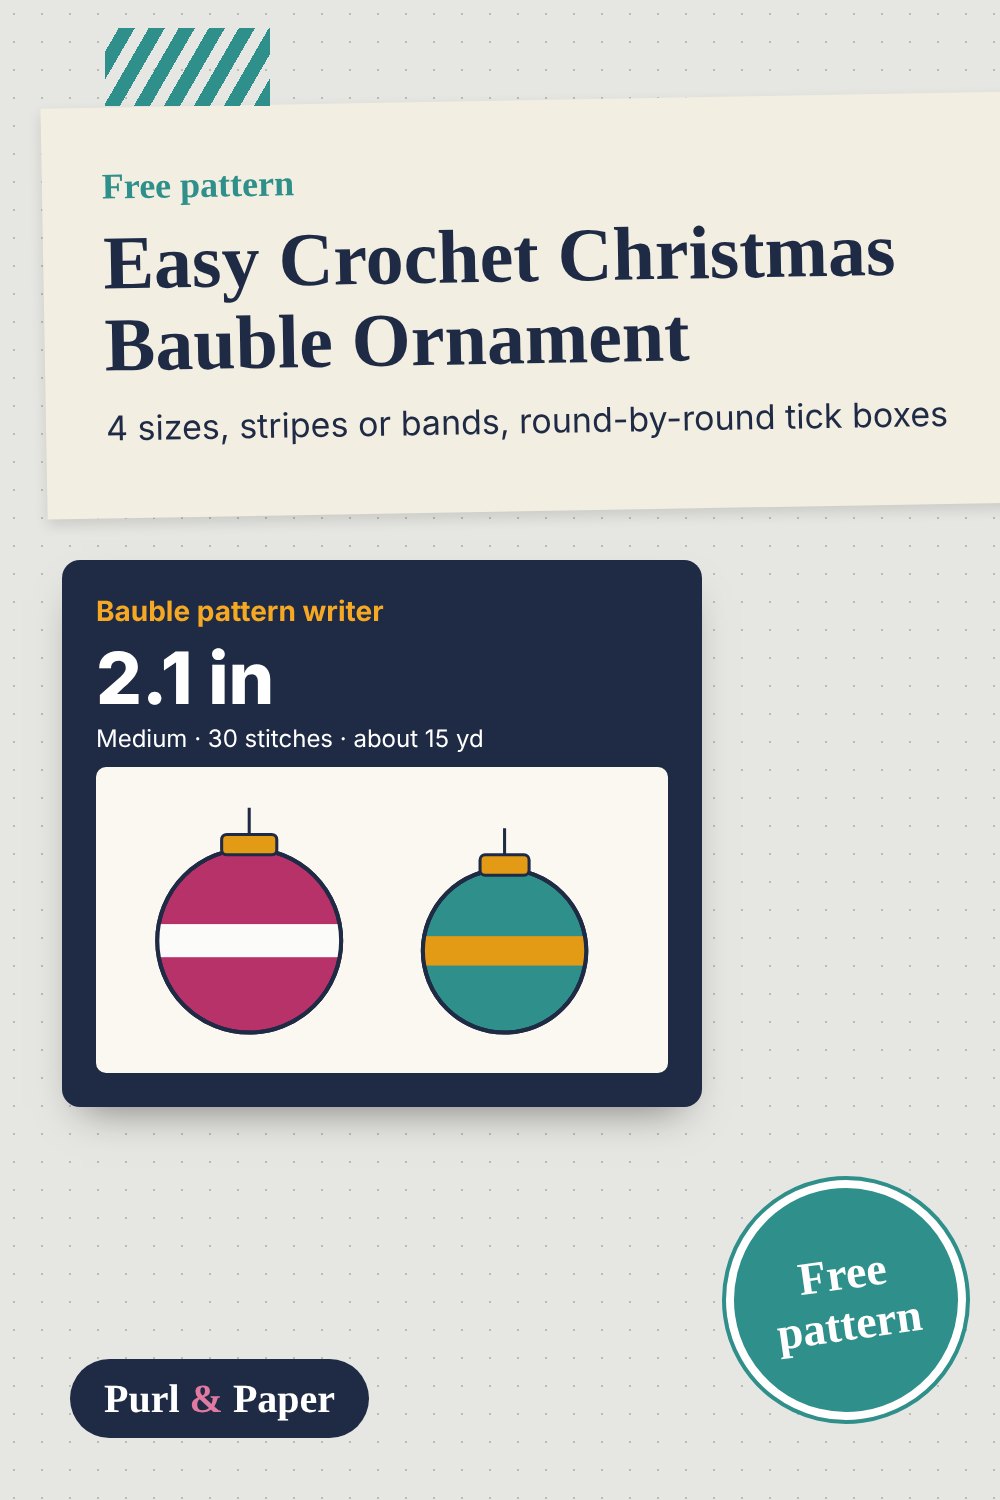 Free pattern
Easy Crochet Christmas
Bauble Ornament
4 sizes, stripes or bands, round-by-round tick boxes
Bauble pattern writer
2.1 in
Medium · 30 stitches · about 15 yd
Free
pattern
Purl & Paper